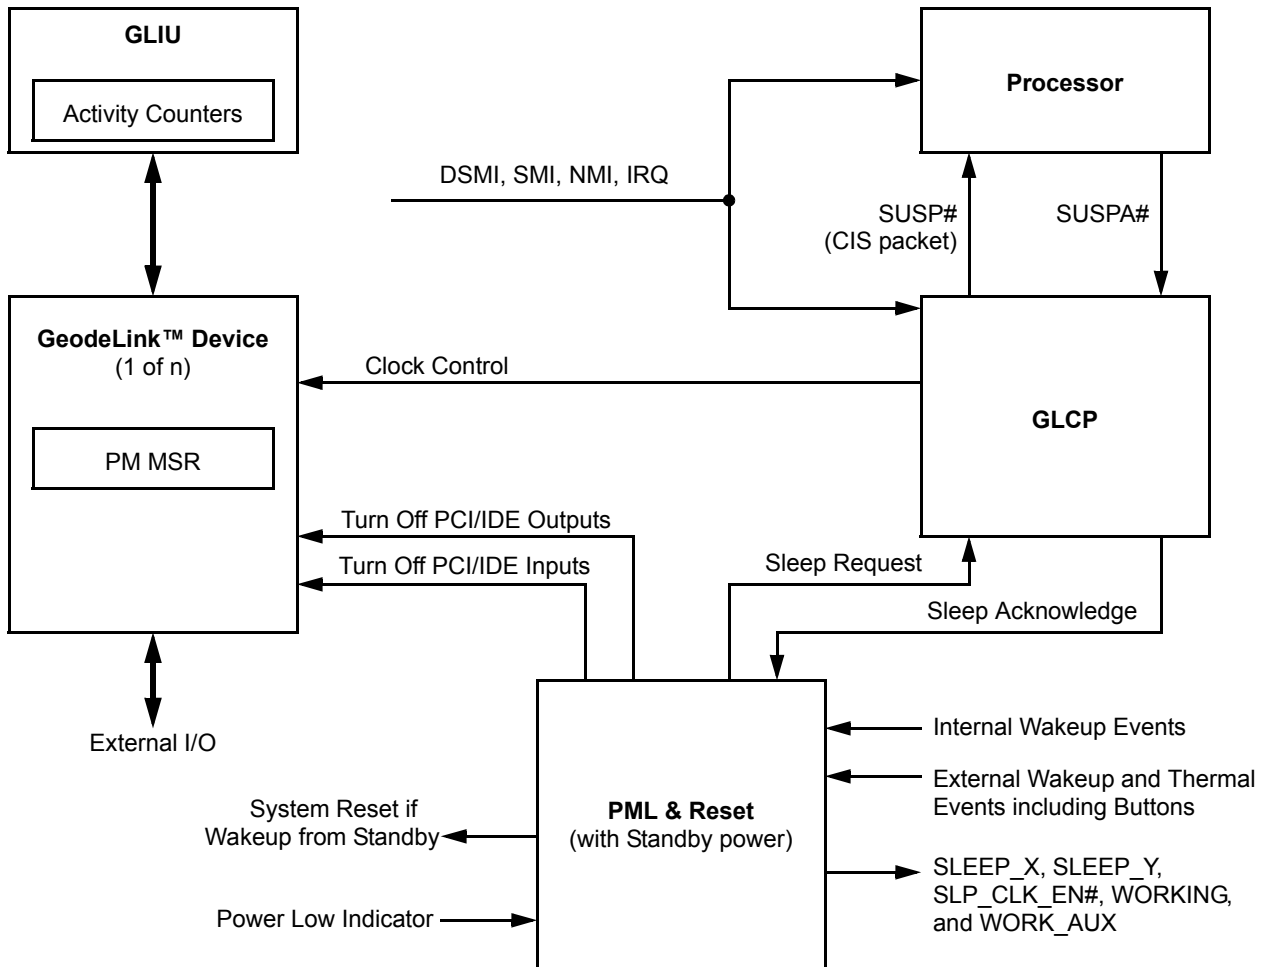 GLIU
Activity Counters
Processor
DSMI, SMI, NMI, IRQ
SUSP#
(CIS packet)
SUSPA#
GeodeLink™ Device
(1 of n)
PM MSR
Clock Control
GLCP
Turn Off PCI/IDE Outputs
Turn Off PCI/IDE Inputs
Sleep Request
Sleep Acknowledge
External I/O
Internal Wakeup Events
External Wakeup and Thermal
Events including Buttons
System Reset if
Wakeup from Standby
PML & Reset
(with Standby power)
SLEEP_X, SLEEP_Y,
SLP_CLK_EN#, WORKING,
and WORK_AUX
Power Low Indicator